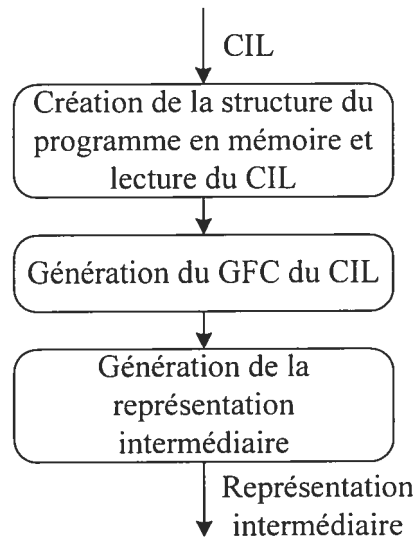 CIL
Création de la structure du
programme en mémoire et
lecture du CIL
Génération du GFC du CIL
Génération de la
représentation
intermédiaire
Représentation
intermédiaire